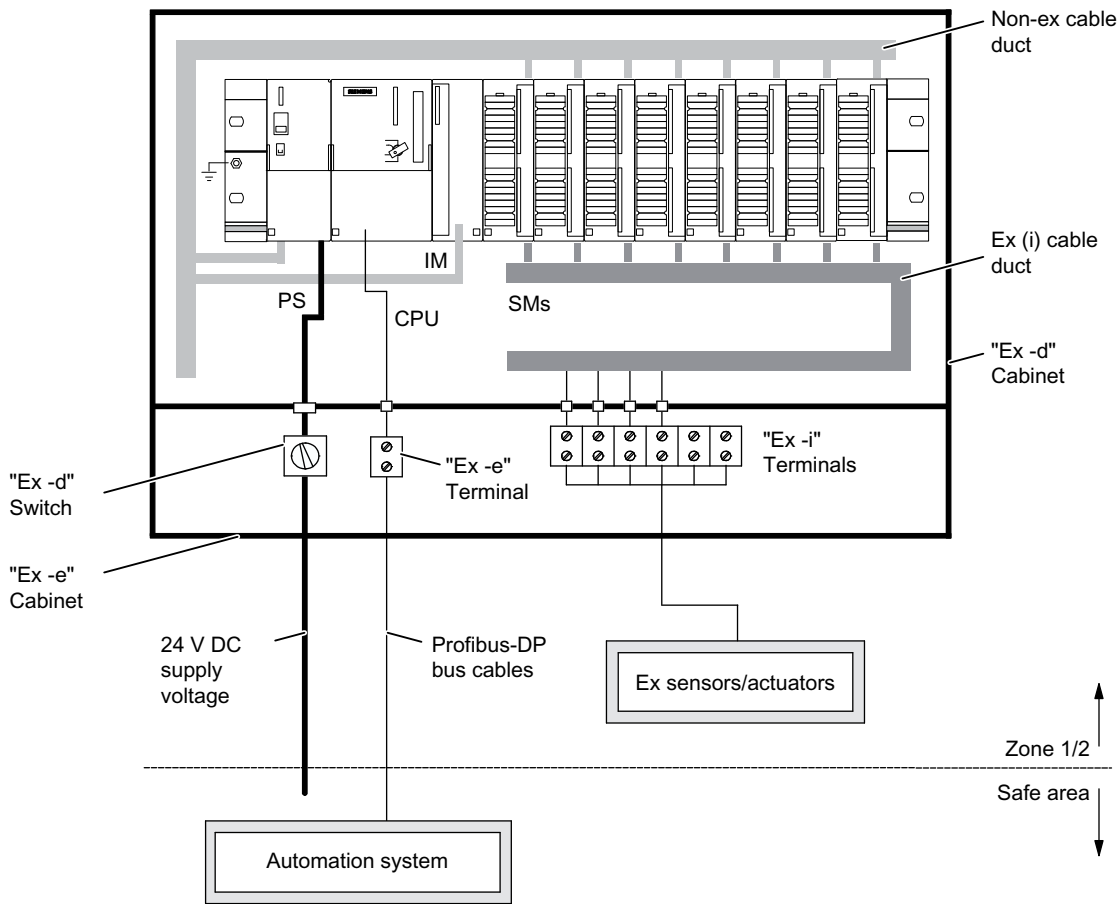 Non-ex cable
duct
SIEMENS
Ex (i) cable
duct
IM
PS
CPU
SMs
"Ex -d"
Cabinet
"Ex -d"
Switch
"Ex -e"
Terminal
"Ex -i"
Terminals
"Ex -e"
Cabinet
24 V DC
supply
voltage
Profibus-DP
bus cables
Ex sensors/actuators
Zone 1/2
Safe area
Automation system